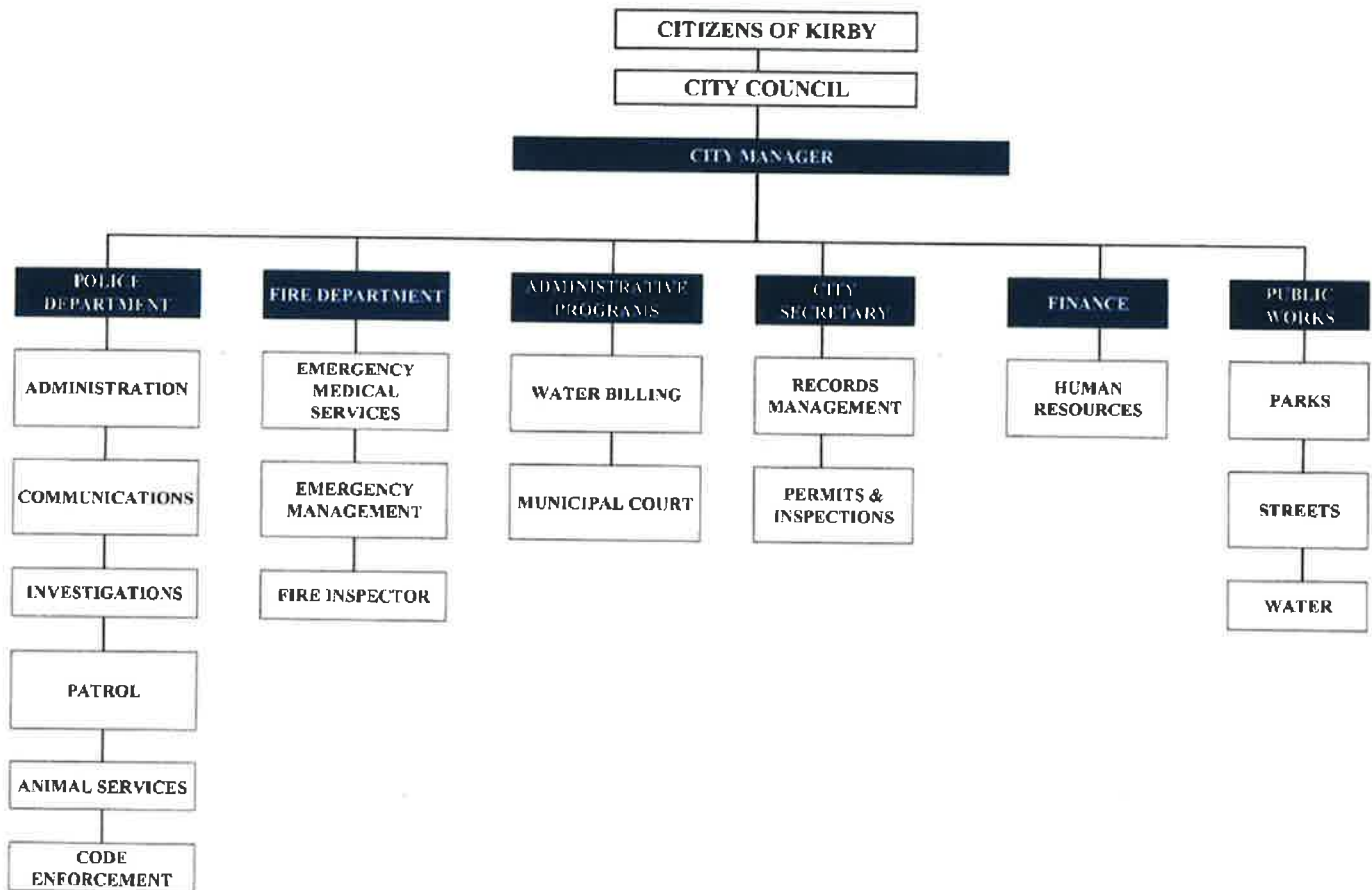 CITIZENS OF KIRBY
CITY COUNCIL
CITY MANAGER
POLICE
DEPARTMENT
ADMINISTRATION
COMMUNICATIONS
INVESTIGATIONS
PATROL
ANIMAL SERVICES
CODE
ENFORCEMENT
FIRE DEPARTMENT
EMERGENCY
MEDICAL
SERVICES
EMERGENCY
MANAGEMENT
FIRE INSPECTOR
ADMINISTRATIVE
PROGRAMS
WATER BILLING
MUNICIPAL COURT
CITY
SECRETARY
RECORDS
MANAGEMENT
PERMITS &
INSPECTIONS
FINANCE
HUMAN
RESOURCES
PUBLIC
WORKS
PARKS
STREETS
WATER